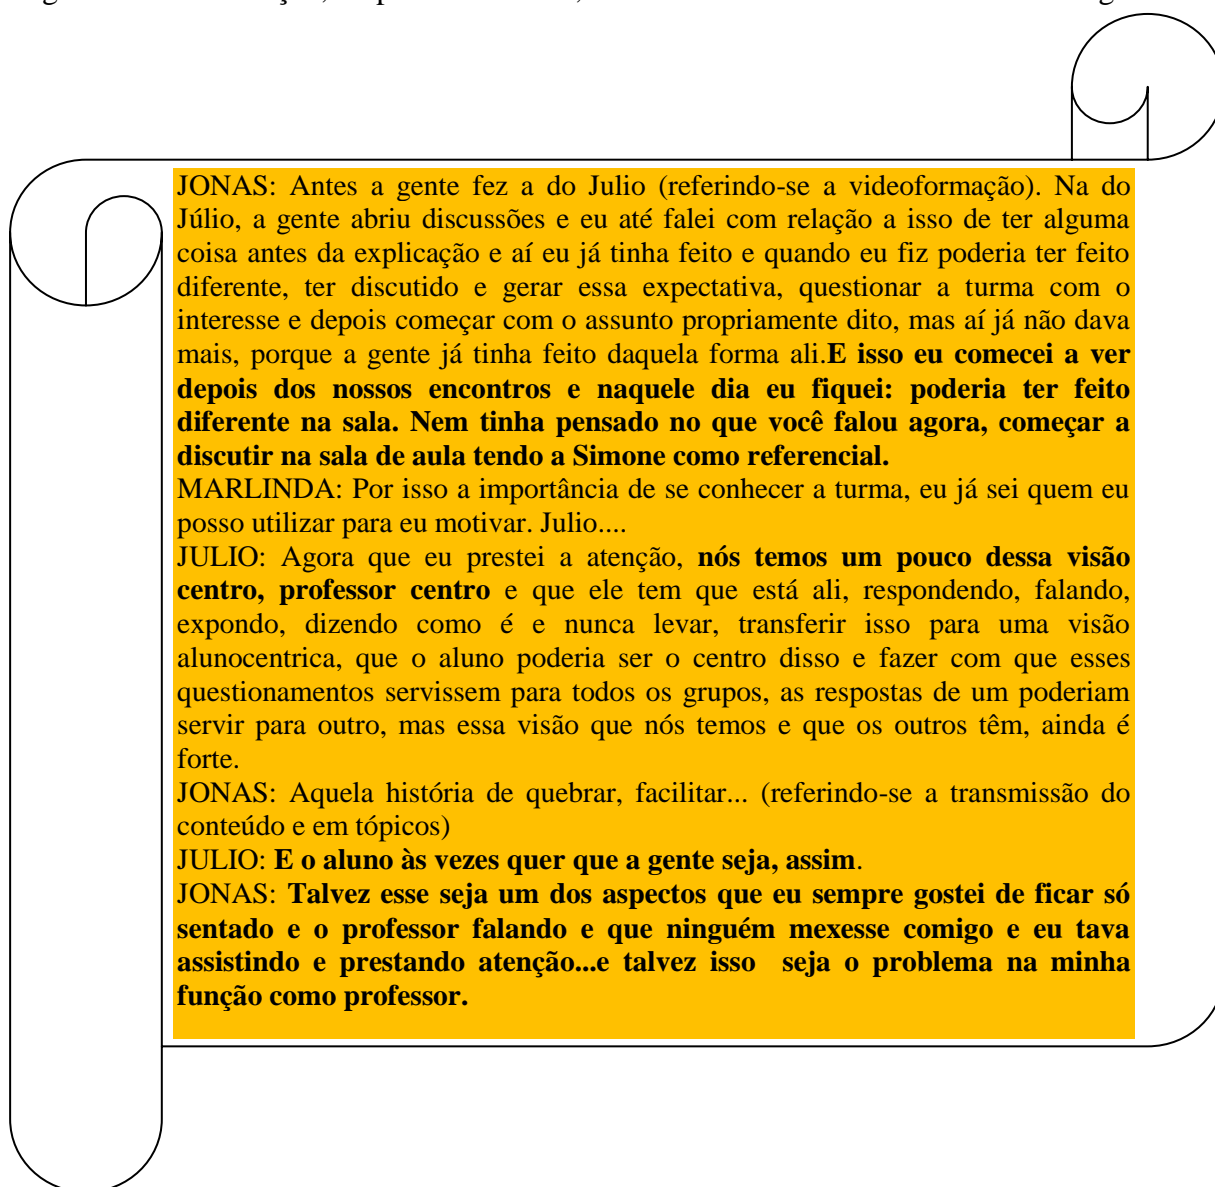 JONAS: Antes a gente fez a do Julio (referindo-se a videoformação). Na do
Júlio, a gente abriu discussões e eu até falei com relação a isso de ter alguma
coisa antes da explicação e aí eu já tinha feito e quando eu fiz poderia ter feito
diferente, ter discutido e gerar essa expectativa, questionar a turma com o
interesse e depois começar com o assunto propriamente dito, mas aí já não dava
mais, porque a gente já tinha feito daquela forma ali.E isso eu comecei a ver
depois dos nossos encontros e naquele dia eu fiquei: poderia ter feito
diferente na sala. Nem tinha pensado no que você falou agora, começar a
discutir na sala de aula tendo a Simone como referencial.
MARLINDA: Por isso a importância de se conhecer a turma, eu já sei quem eu
posso utilizar para eu motivar. Julio....
JULIO: Agora que eu prestei a atenção, nós temos um pouco dessa visão
centro, professor centro e que ele tem que está ali, respondendo, falando,
expondo, dizendo como é e nunca levar, transferir isso para uma visão
alunocentrica, que o aluno poderia ser o centro disso e fazer com que esses
questionamentos servissem para todos os grupos, as respostas de um poderiam
servir para outro, mas essa visão que nós temos e que os outros têm, ainda é
forte.
JONAS: Aquela história de quebrar, facilitar... (referindo-se a transmissão do
conteúdo e em tópicos)
JULIO: E o aluno às vezes quer que a gente seja, assim.
JONAS: Talvez esse seja um dos aspectos que eu sempre gostei de ficar só
sentado e o professor falando e que ninguém mexesse comigo e eu tava
assistindo e prestando atenção...e talvez isso seja o problema na minha
função como professor.